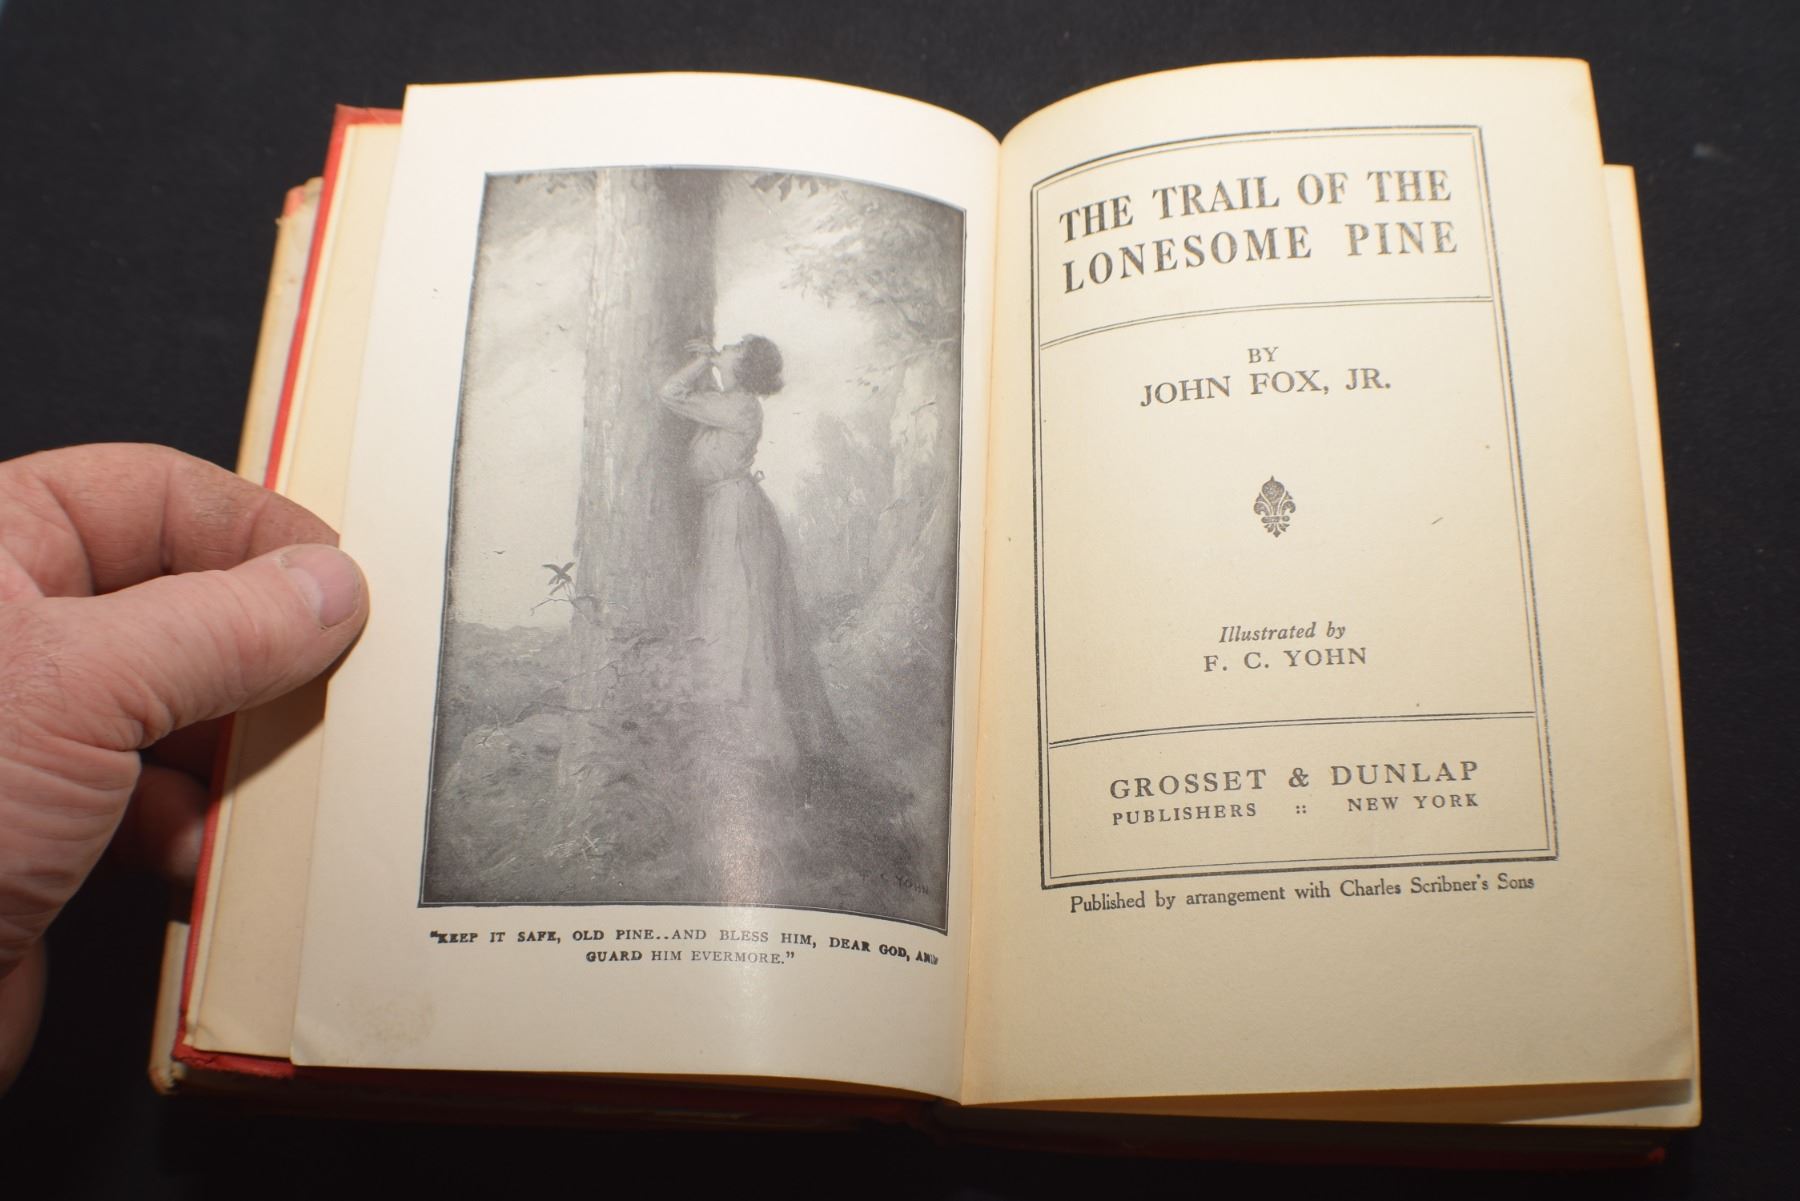 F. C. YOHN
"KEEP IT SAFE, OLD PINE..AND BLESS HIM, DEAR GOD, AND
GUARD HIM EVERMORE."
THE TRAIL OF THE
LONESOME PINE
BY
JOHN FOX, JR.
Illustrated by
F. C. YOHN
GROSSET & DUNLAP
PUBLISHERS :: NEW YORK
Published by arrangement with Charles Scribner's Sons